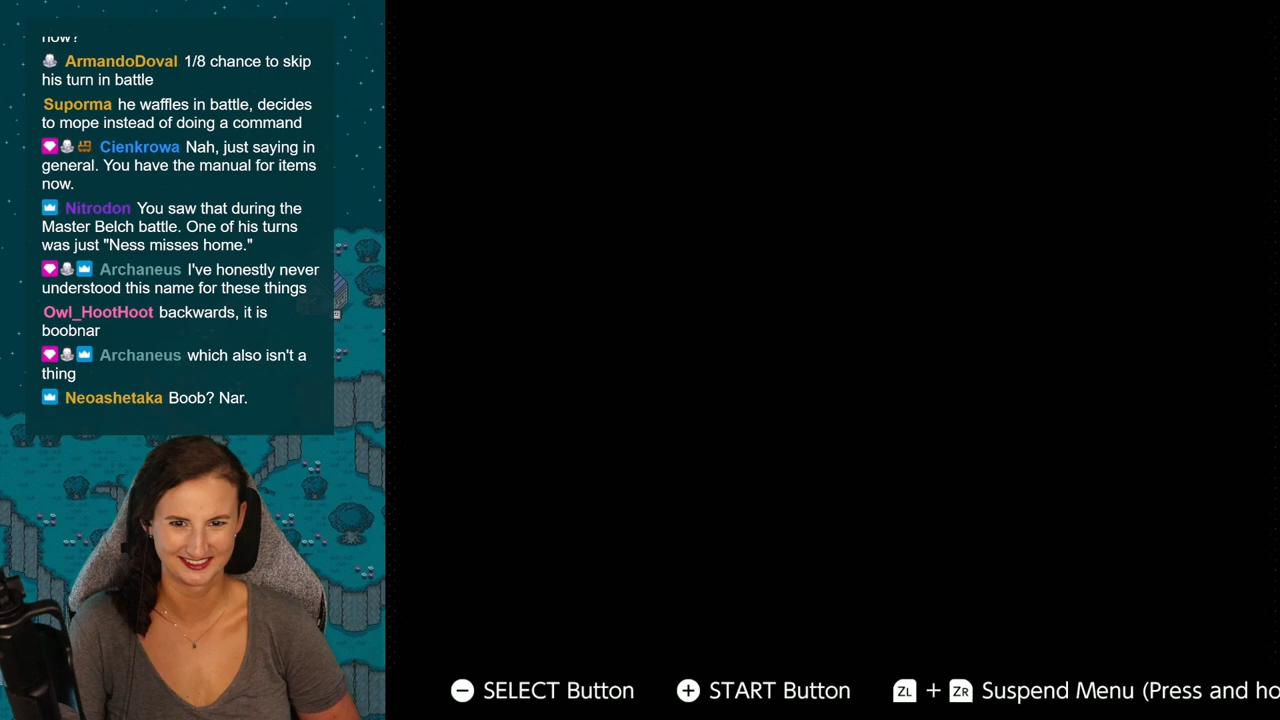 now?
ArmandoDoval 1/8 chance to skip
his turn in battle
Suporma he waffles in battle, decides
to mope instead of doing a command
Cienkrowa Nah, just saying in
general. You have the manual for items
now.
Nitrodon You saw that during the
Master Belch battle. One of his turns
was just "Ness misses home."
Archaneus I've honestly never
understood this name for these things
Owl_HootHoot backwards, it is
boobnar
Archaneus which also isn't a
thing
Neoashetaka Boob? Nar.
SELECT Button START Button ZL + ZR Suspend Menu (Press and ho